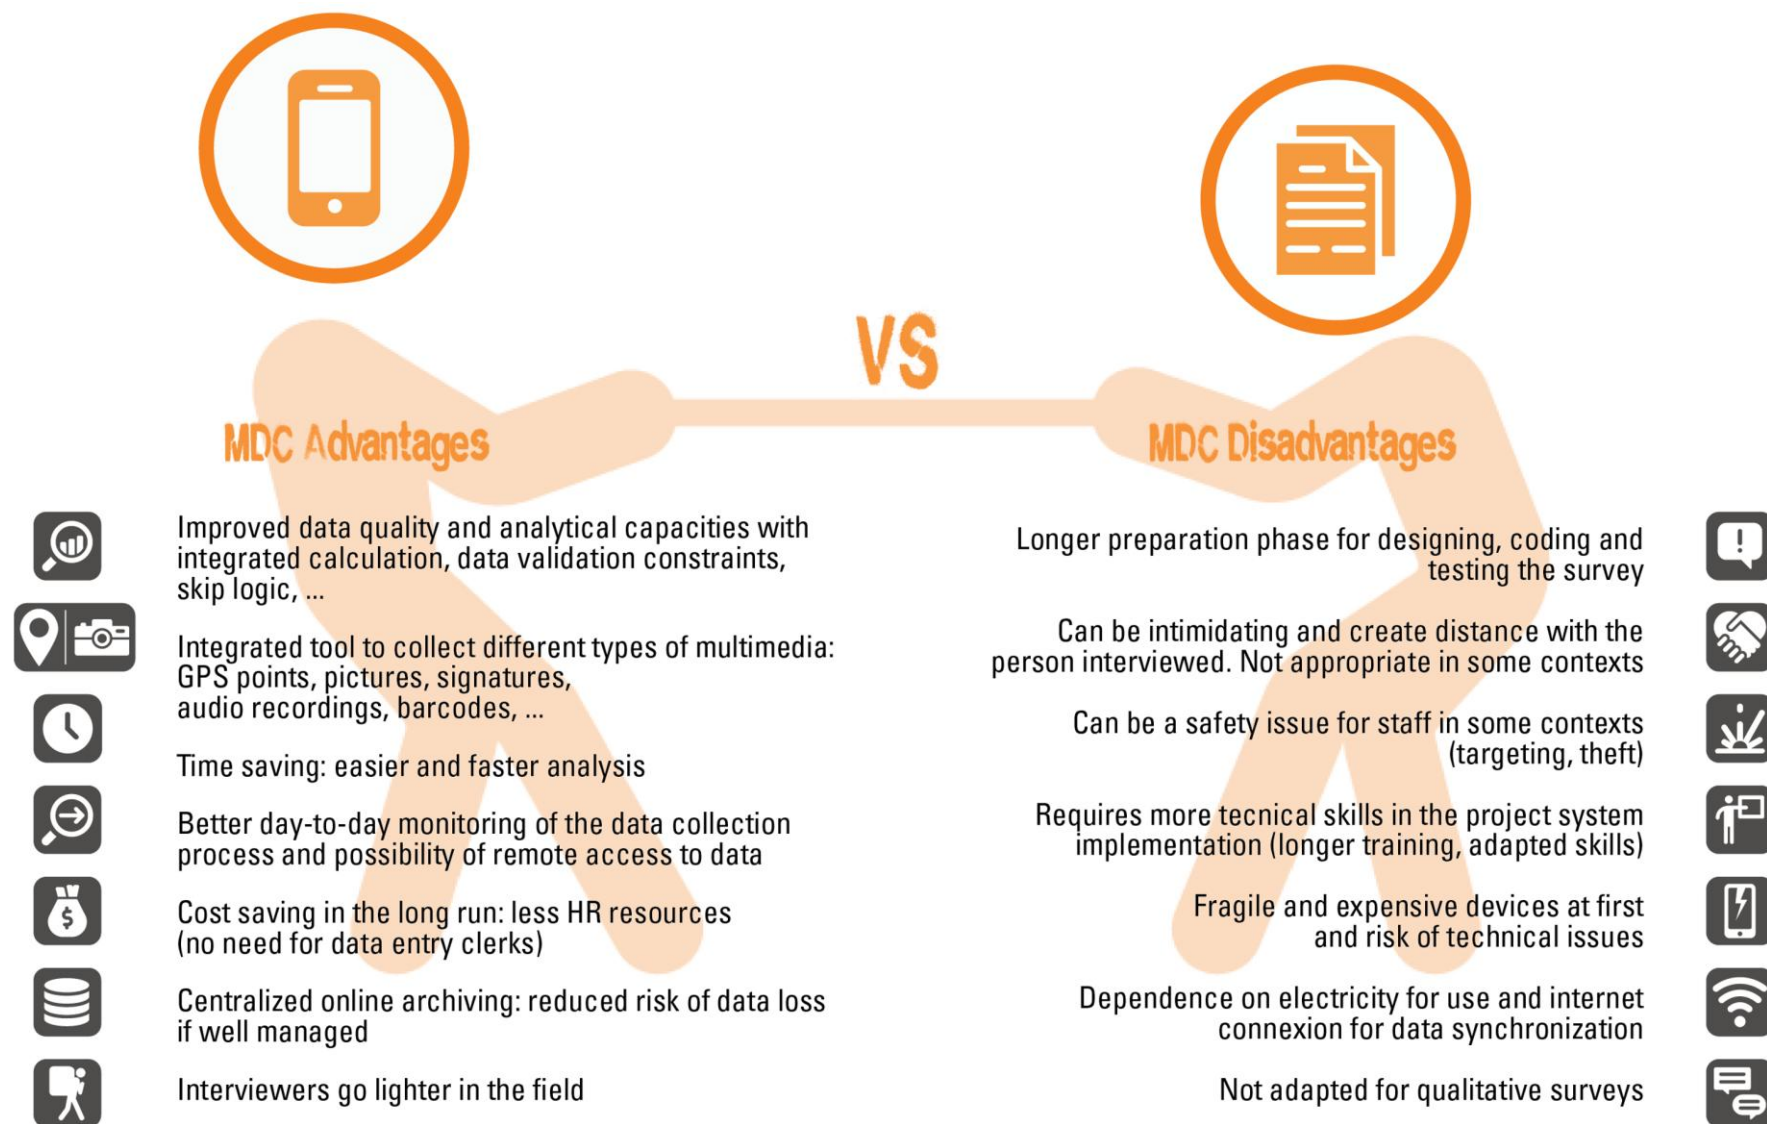 VS
MDC Advantages
Improved data quality and analytical capacities with
integrated calculation, data validation constraints,
skip logic, ...
Integrated tool to collect different types of multimedia:
GPS points, pictures, signatures,
audio recordings, barcodes, ...
Time saving: easier and faster analysis
Better day-to-day monitoring of the data collection
process and possibility of remote access to data
Cost saving in the long run: less HR resources
(no need for data entry clerks)
Centralized online archiving: reduced risk of data loss
if well managed
Interviewers go lighter in the field
MDC Disadvantages
Longer preparation phase for designing, coding and
testing the survey
Can be intimidating and create distance with the
person interviewed. Not appropriate in some contexts
Can be a safety issue for staff in some contexts
(targeting, theft)
Requires more tecnical skills in the project system
implementation (longer training, adapted skills)
Fragile and expensive devices at first
and risk of technical issues
Dependence on electricity for use and internet
connexion for data synchronization
Not adapted for qualitative surveys